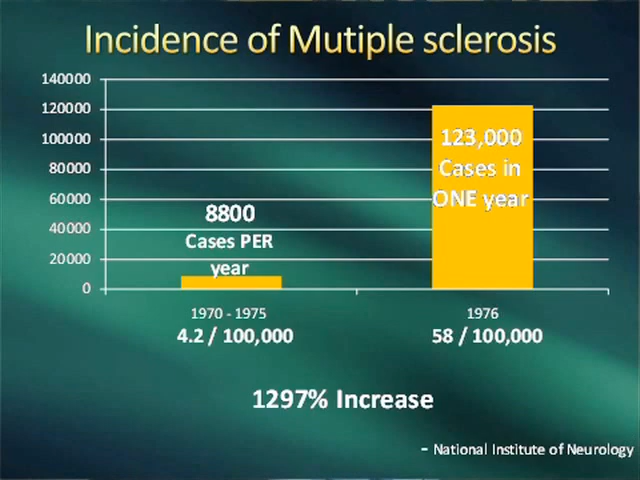 Incidence of Mutiple sclerosis
140000
120000
100000
80000
60000
40000
20000
0
8800
Cases PER
year
123,000
Cases in
ONE year
1970 - 1975
4.2 / 100,000
1976
58 / 100,000
1297% Increase
- National Institute of Neurology